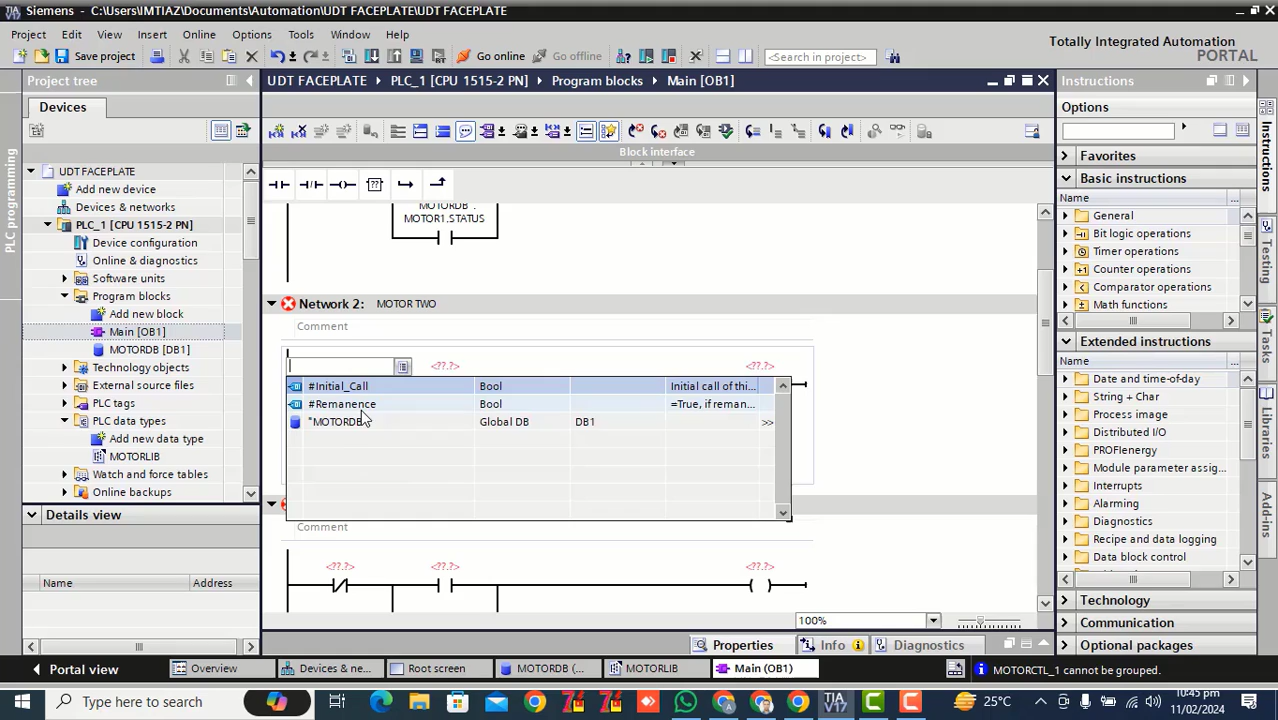 Siemens - C:\Users\IMTIAZ\Documents\Automation\UDT FACEPLATE\UDT FACEPLATE
Project Edit View Insert Online Options Tools Window Help
Totally Integrated Automation
PORTAL
Save project
Go online
Go offline
<Search in project>
Project tree
UDT FACEPLATE
PLC_1 [CPU 1515-2 PN]
Program blocks
Main [OB1]
Instructions
Devices
Options
PLC programming
Block interface
UDT FACEPLATE
Add new device
Devices & networks
PLC_1 [CPU 1515-2 PN]
Device configuration
Online & diagnostics
Software units
Program blocks
Add new block
Main [OB1]
MOTORDB [DB1]
Technology objects
External source files
PLC tags
PLC data types
Add new data type
MOTORLIB
Watch and force tables
Online backups
Details view
Name Address
MOTORDB".
MOTOR1.STATUS
Network 2: MOTOR TWO
Comment
<??.?> <??.?>
#Initial_Call Bool Initial call of thi...
#Remanence Bool =True, if reman...
"MOTORDB Global DB DB1 >>
Comment
<??.?> <??.?> <??.?>
100%
Favorites
Basic instructions
Name ...
General
Bit logic operations
Timer operations
Counter operations
Comparator operations
Math functions
Extended instructions
Name ...
Date and time-of-day
String + Char
Process image
Distributed I/O
PROFIenergy
Module parameter assig...
Interrupts
Alarming
Diagnostics
Recipe and data logging
Data block control
Technology
Communication
Optional packages
Instructions
Testing
Tasks
Libraries
Add-ins
Properties Info Diagnostics
Portal view Overview Devices & ne... Root screen MOTORDB (... MOTORLIB Main (OB1) MOTORCTL_1 cannot be grouped.
Type here to search
25°C
10:45 pm
11/02/2024